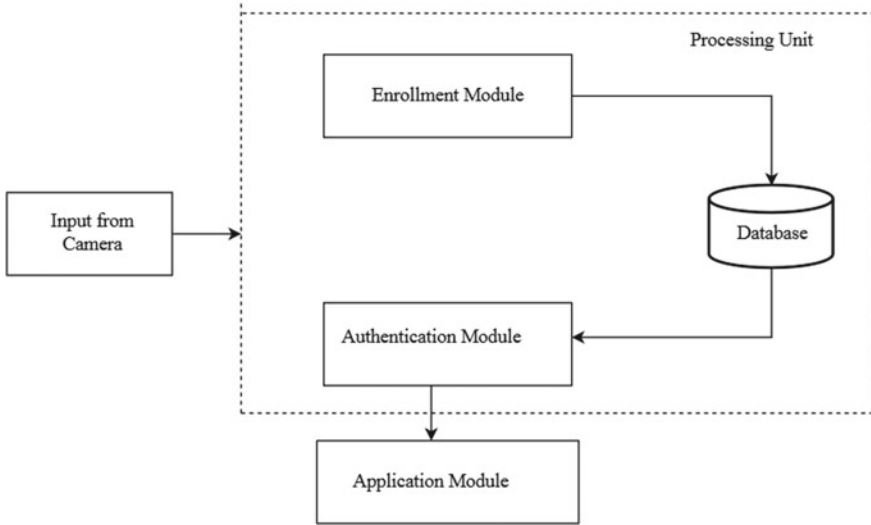 Processing Unit
Enrollment Module
Input from
Camera
Database
Authentication Module
Application Module